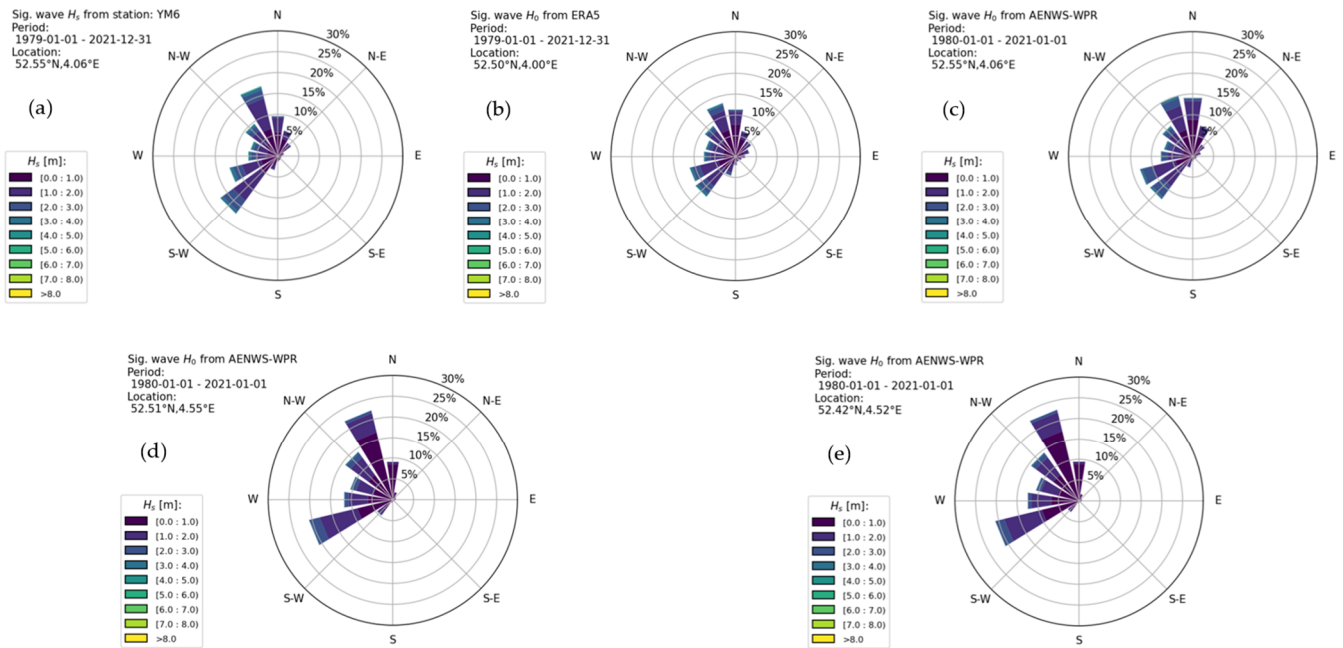 Sig. wave Hs from station: YM6
Period:
1979-01-01 - 2021-12-31
Location:
52.55°N,4.06°E
(a)
N
N-E
E
S-E
S
S-W
W
N-W
30%
25%
20%
15%
10%
5%
Hs [m]:
[0.0 : 1.0)
[1.0 : 2.0)
[2.0 : 3.0)
[3.0 : 4.0)
[4.0 : 5.0)
[5.0 : 6.0)
[6.0 : 7.0)
[7.0 : 8.0)
>8.0
Sig. wave H0 from ERA5
Period:
1979-01-01 - 2021-12-31
Location:
52.50°N,4.00°E
(b)
N
N-E
E
S-E
S
S-W
W
N-W
30%
25%
20%
15%
10%
5%
Hs [m]:
[0.0 : 1.0)
[1.0 : 2.0)
[2.0 : 3.0)
[3.0 : 4.0)
[4.0 : 5.0)
[5.0 : 6.0)
[6.0 : 7.0)
[7.0 : 8.0)
>8.0
Sig. wave H0 from AENWS-WPR
Period:
1980-01-01 - 2021-01-01
Location:
52.55°N,4.06°E
(c)
N
N-E
E
S-E
S
S-W
W
N-W
30%
25%
20%
15%
10%
5%
Hs [m]:
[0.0 : 1.0)
[1.0 : 2.0)
[2.0 : 3.0)
[3.0 : 4.0)
[4.0 : 5.0)
[5.0 : 6.0)
[6.0 : 7.0)
[7.0 : 8.0)
>8.0
Sig. wave H0 from AENWS-WPR
Period:
1980-01-01 - 2021-01-01
Location:
52.51°N,4.55°E
(d)
N
N-E
E
S-E
S
S-W
W
N-W
30%
25%
20%
15%
10%
5%
Hs [m]:
[0.0 : 1.0)
[1.0 : 2.0)
[2.0 : 3.0)
[3.0 : 4.0)
[4.0 : 5.0)
[5.0 : 6.0)
[6.0 : 7.0)
[7.0 : 8.0)
>8.0
Sig. wave H0 from AENWS-WPR
Period:
1980-01-01 - 2021-01-01
Location:
52.42°N,4.52°E
(e)
N
N-E
E
S-E
S
S-W
W
N-W
30%
25%
20%
15%
10%
5%
Hs [m]:
[0.0 : 1.0)
[1.0 : 2.0)
[2.0 : 3.0)
[3.0 : 4.0)
[4.0 : 5.0)
[5.0 : 6.0)
[6.0 : 7.0)
[7.0 : 8.0)
>8.0